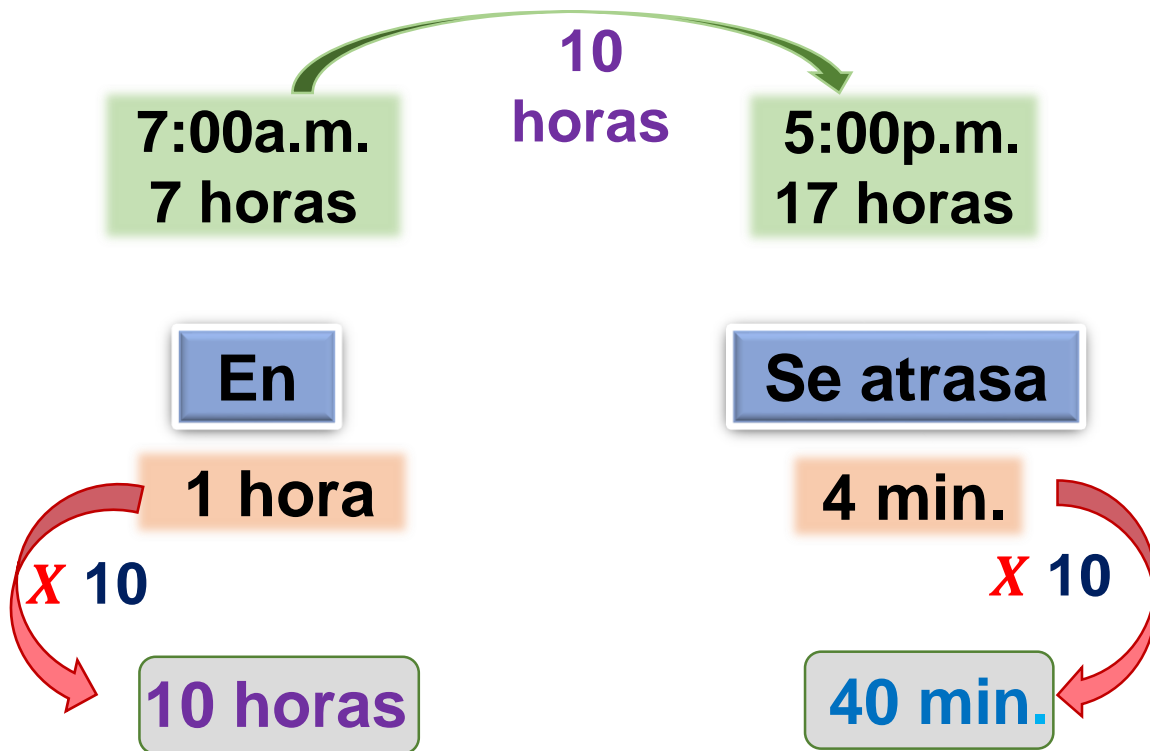 10
horas
7:00a.m.
7 horas
5:00p.m.
17 horas
En
Se atrasa
1 hora
4 min.
X 10
X 10
10 horas
40 min.